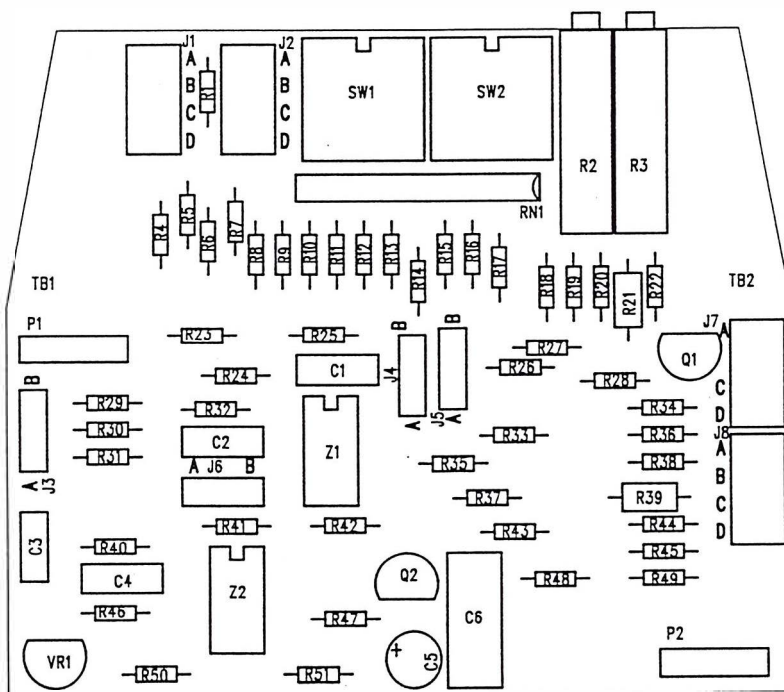 J1
A
B
C
D
R1
J2
A
B
C
D
SW1
SW2
R2
R3
RN1
R4
R5
R6
R7
R8
R9
R10
R11
R12
R13
R14
R15
R16
R17
R18
R19
R20
R21
R22
TB1
TB2
P1
R23
R25
B
J4
A
B
J5
A
R27
R26
Q1
J7
A
C
D
R24
C1
R28
B
J3
A
R29
R30
R31
R32
C2
A J6 B
Z1
R33
R35
R34
R36
R38
J8
A
B
C
D
R37
R39
C3
R40
C4
R46
R41
R42
R43
R44
R45
R49
Z2
Q2
R48
R47
C6
C5
+
VR1
R50
R51
P2